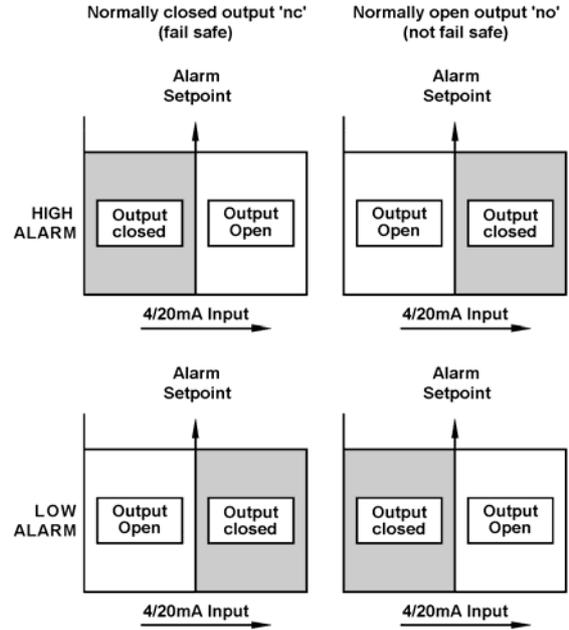 Normally closed output 'nc'
(fail safe)
Normally open output 'no'
(not fail safe)
Alarm
Setpoint
Alarm
Setpoint
HIGH
ALARM
Output
closed
Output
Open
Output
Open
Output
closed
4/20mA Input
4/20mA Input
Alarm
Setpoint
Alarm
Setpoint
LOW
ALARM
Output
Open
Output
closed
Output
closed
Output
Open
4/20mA Input
4/20mA Input